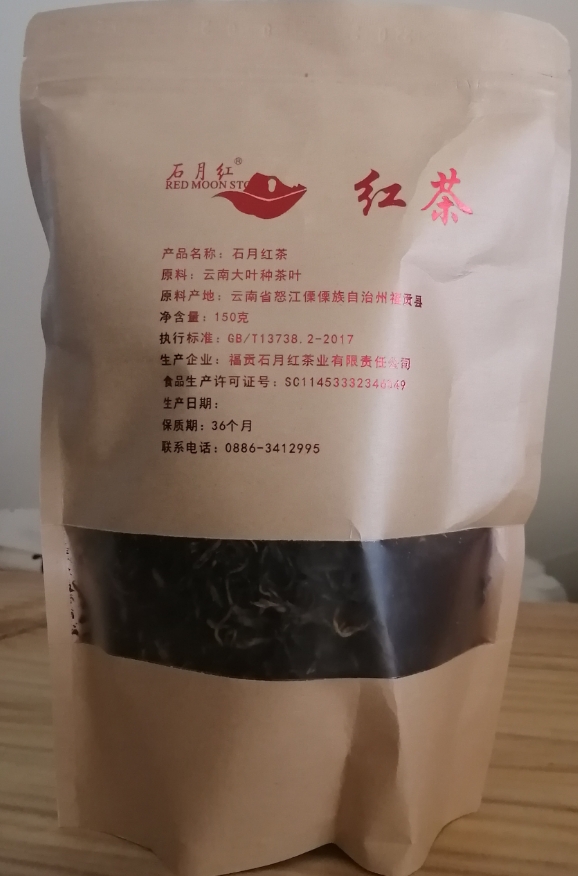 石月红®
RED MOON
红茶
产品名称：石月红茶
原料：云南大叶种茶叶
原料产地：云南省怒江傈僳族自治州福贡县
净含量：150克
执行标准：GB/T13738.2-2017
生产企业：福贡石月红茶业有限责任公司
食品生产许可证号：
生产日期：
保质期：36个月
联系电话：0886-3412995